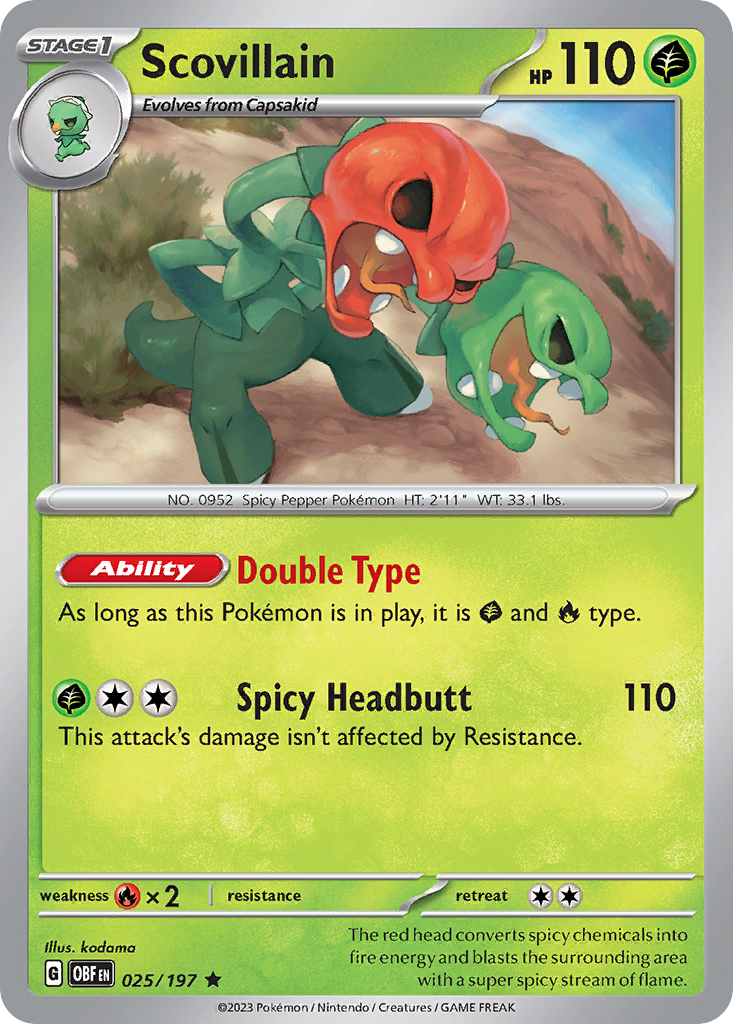 STAGE1
Scovillain
HP 110
Evolves from Capsakid
NO. 0952 Spicy Pepper Pokémon HT: 2'11" WT: 33.1 lbs.
Ability Double Type
As long as this Pokémon is in play, it is and type.
Spicy Headbutt 110
This attack's damage isn't affected by Resistance.
weakness ×2 resistance retreat
Illus. kodama
G OBF EN 025/197 ★
The red head converts spicy chemicals into
fire energy and blasts the surrounding area
with a super spicy stream of flame.
©2023 Pokémon / Nintendo / Creatures / GAME FREAK